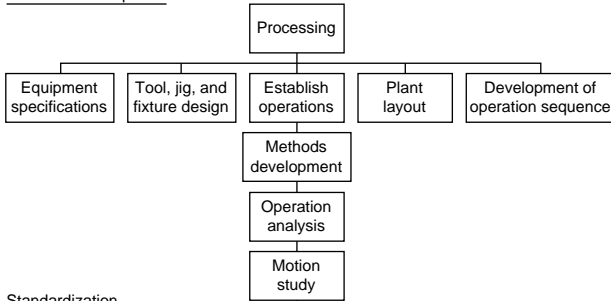 Processing
Equipment
specifications
Tool, jig, and
fixture design
Establish
operations
Plant
layout
Development of
operation sequence
Methods
development
Operation
analysis
Motion
study
Standardization